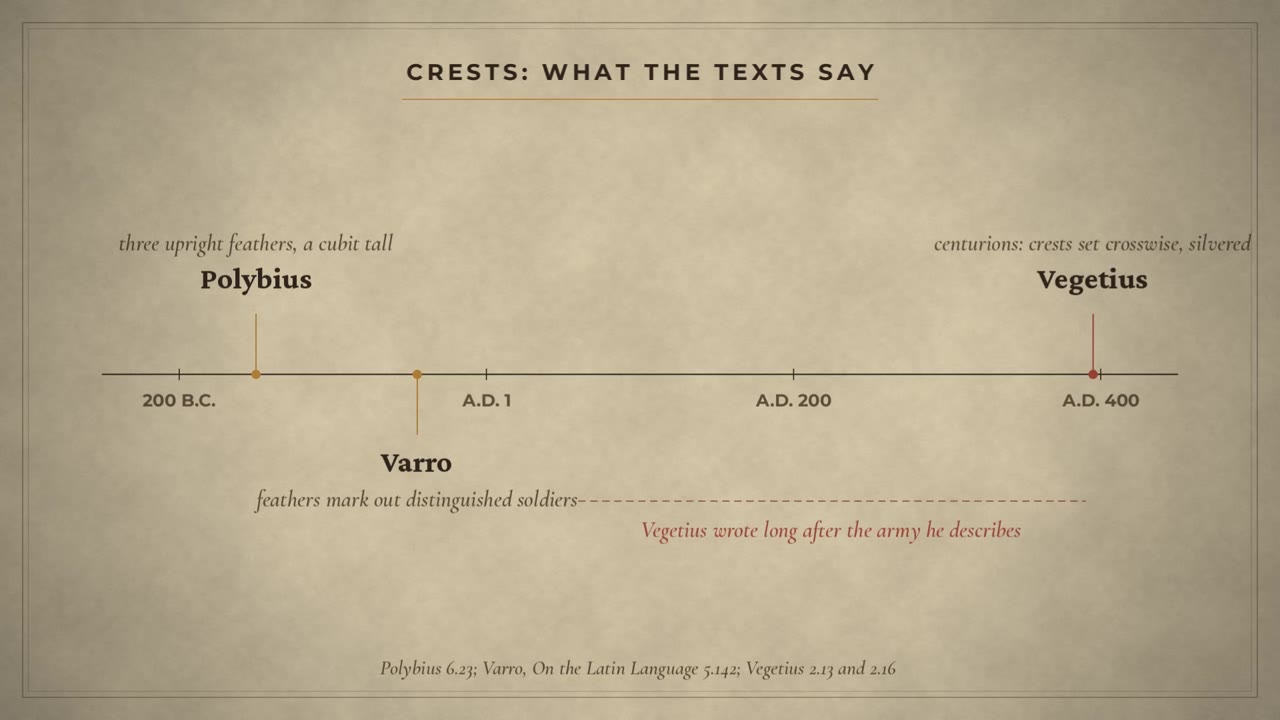 CRESTS: WHAT THE TEXTS SAY
three upright feathers, a cubit tall
Polybius
centurions: crests set crosswise, silvered
Vegetius
200 B.C.
A.D. 1
A.D. 200
A.D. 400
Varro
feathers mark out distinguished soldiers
Vegetius wrote long after the army he describes
Polybius 6.23; Varro, On the Latin Language 5.142; Vegetius 2.13 and 2.16